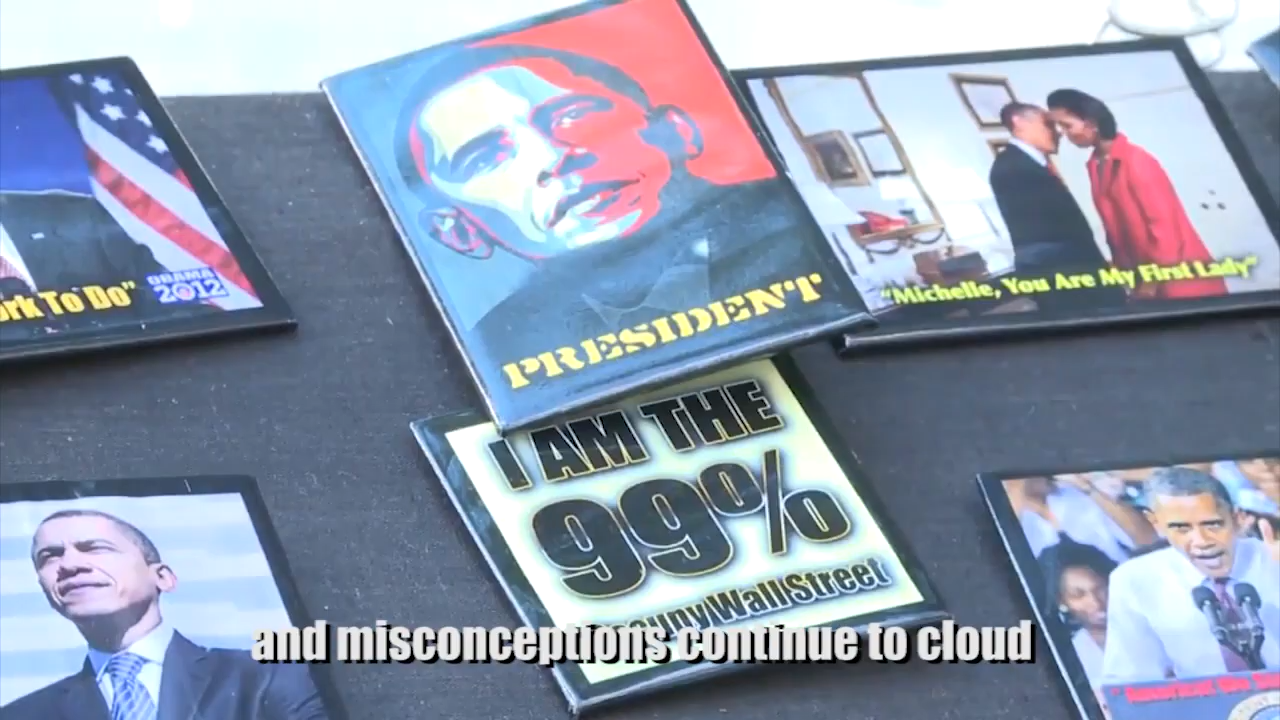 To Do"
OBAMA
2012
PRESIDENT
"Michelle, You Are My First Lady"
I AM THE
99%
WallStreet
and misconceptions continue to cloud